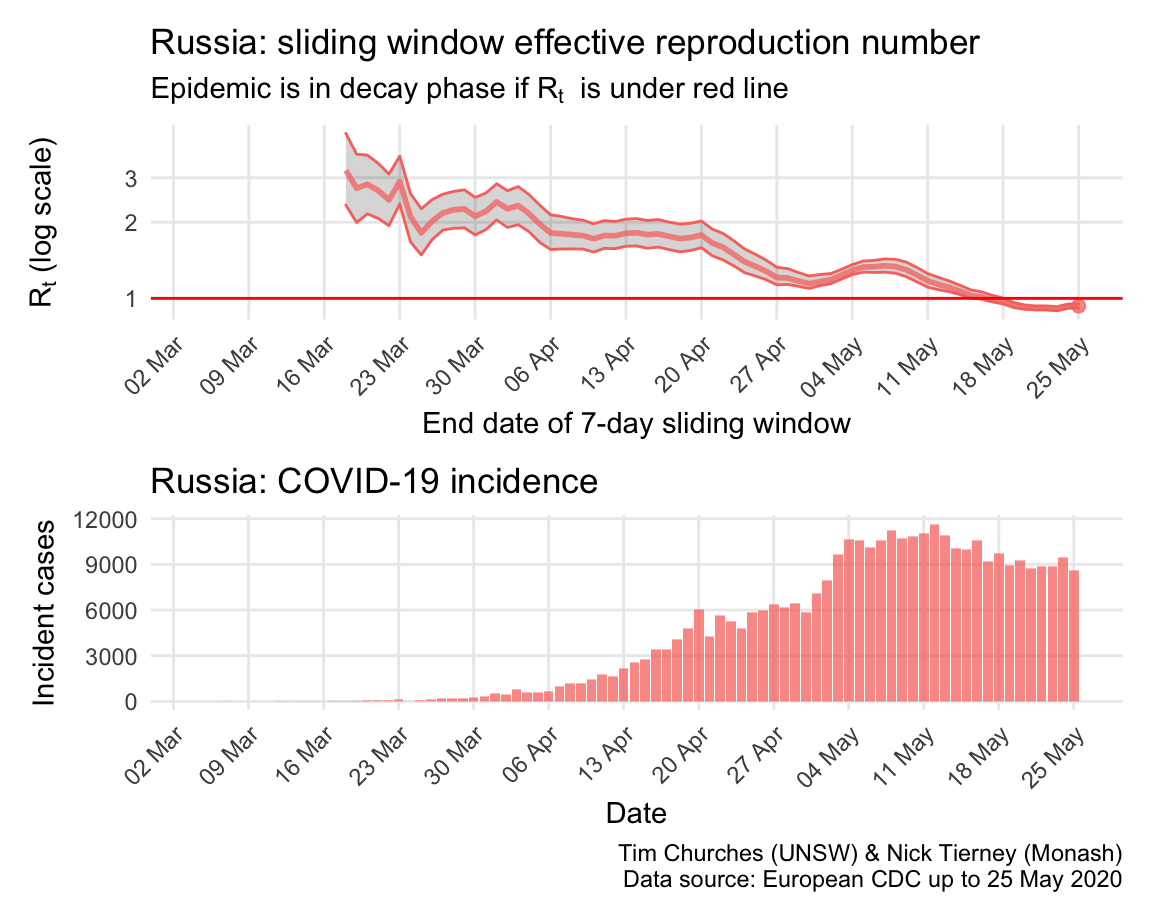 Russia: sliding window effective reproduction number
Epidemic is in decay phase if Rt is under red line
Rt (log scale)
3
2
1
02 Mar
09 Mar
16 Mar
23 Mar
30 Mar
06 Apr
13 Apr
20 Apr
27 Apr
04 May
11 May
18 May
25 May
End date of 7-day sliding window
Russia: COVID-19 incidence
Incident cases
12000
9000
6000
3000
0
02 Mar
09 Mar
16 Mar
23 Mar
30 Mar
06 Apr
13 Apr
20 Apr
27 Apr
04 May
11 May
18 May
25 May
Date
Tim Churches (UNSW) & Nick Tierney (Monash)
Data source: European CDC up to 25 May 2020